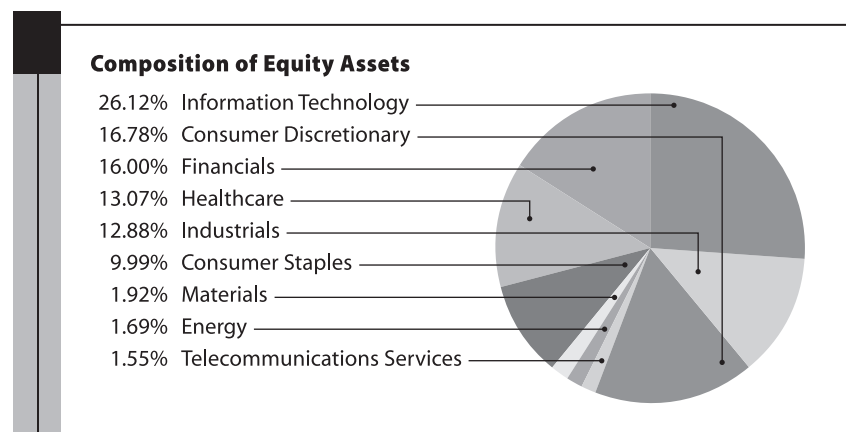 Composition of Equity Assets
26.12% Information Technology
16.78% Consumer Discretionary
16.00% Financials
13.07% Healthcare
12.88% Industrials
9.99% Consumer Staples
1.92% Materials
1.69% Energy
1.55% Telecommunications Services